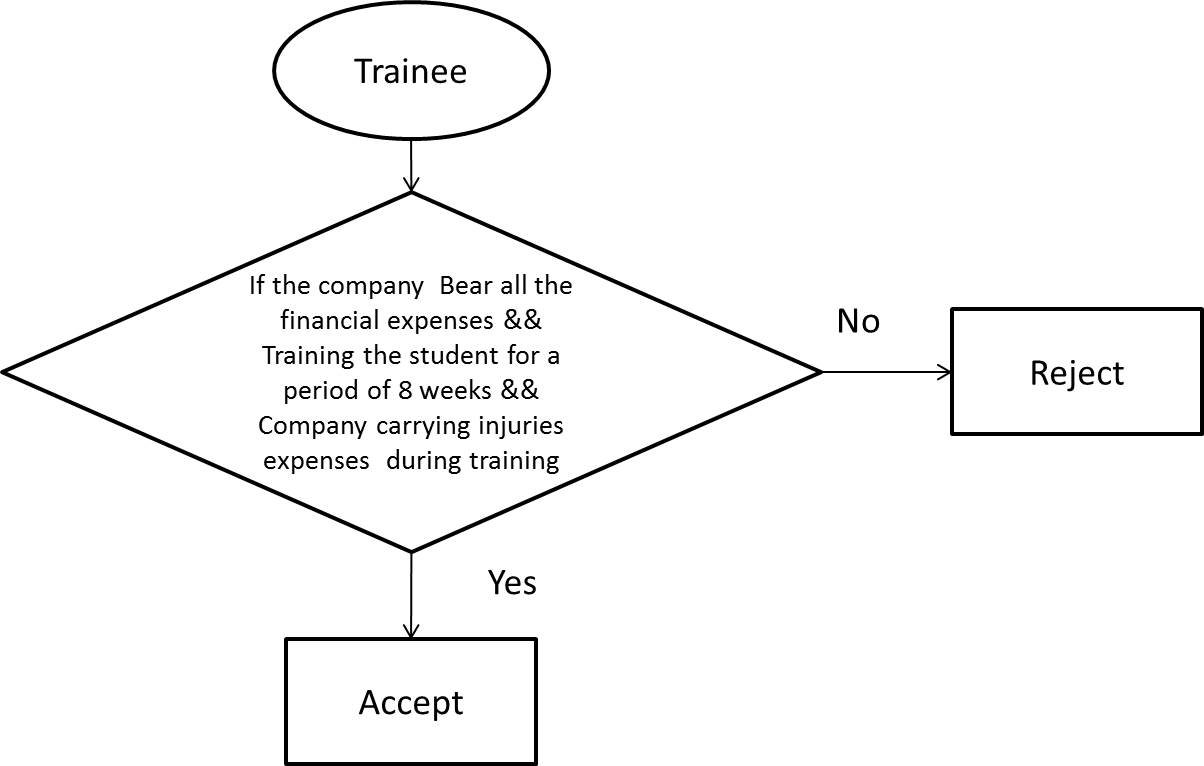 Trainee
If the company  Bear all the
financial expenses &&
Training the student for a
period of 8 weeks &&
Company carrying injuries
expenses  during training
No
Reject
Yes
Accept